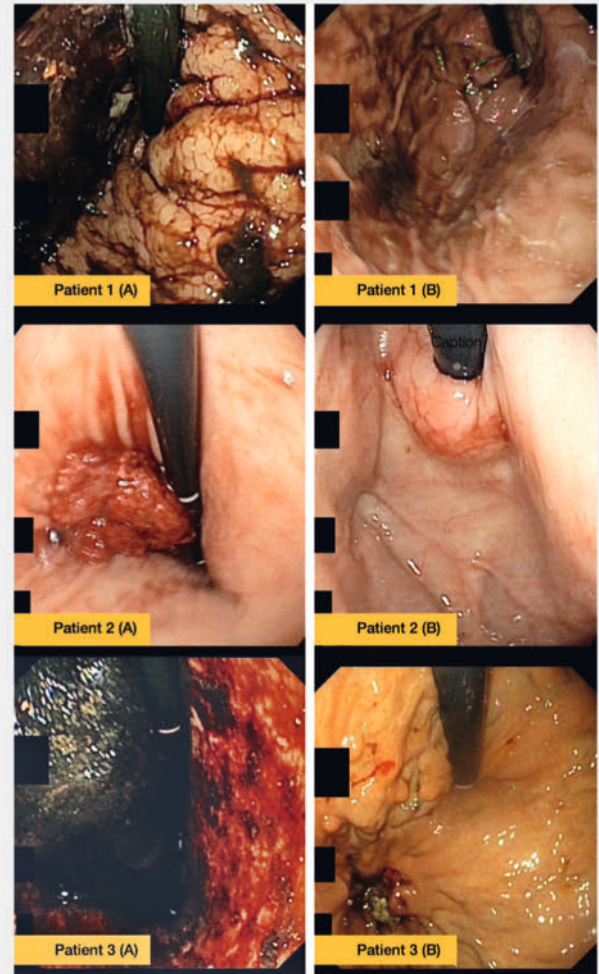 Patient 1 (A)
Patient 1 (B)
Caption
Patient 2 (A)
Patient 2 (B)
Patient 3 (A)
Patient 3 (B)